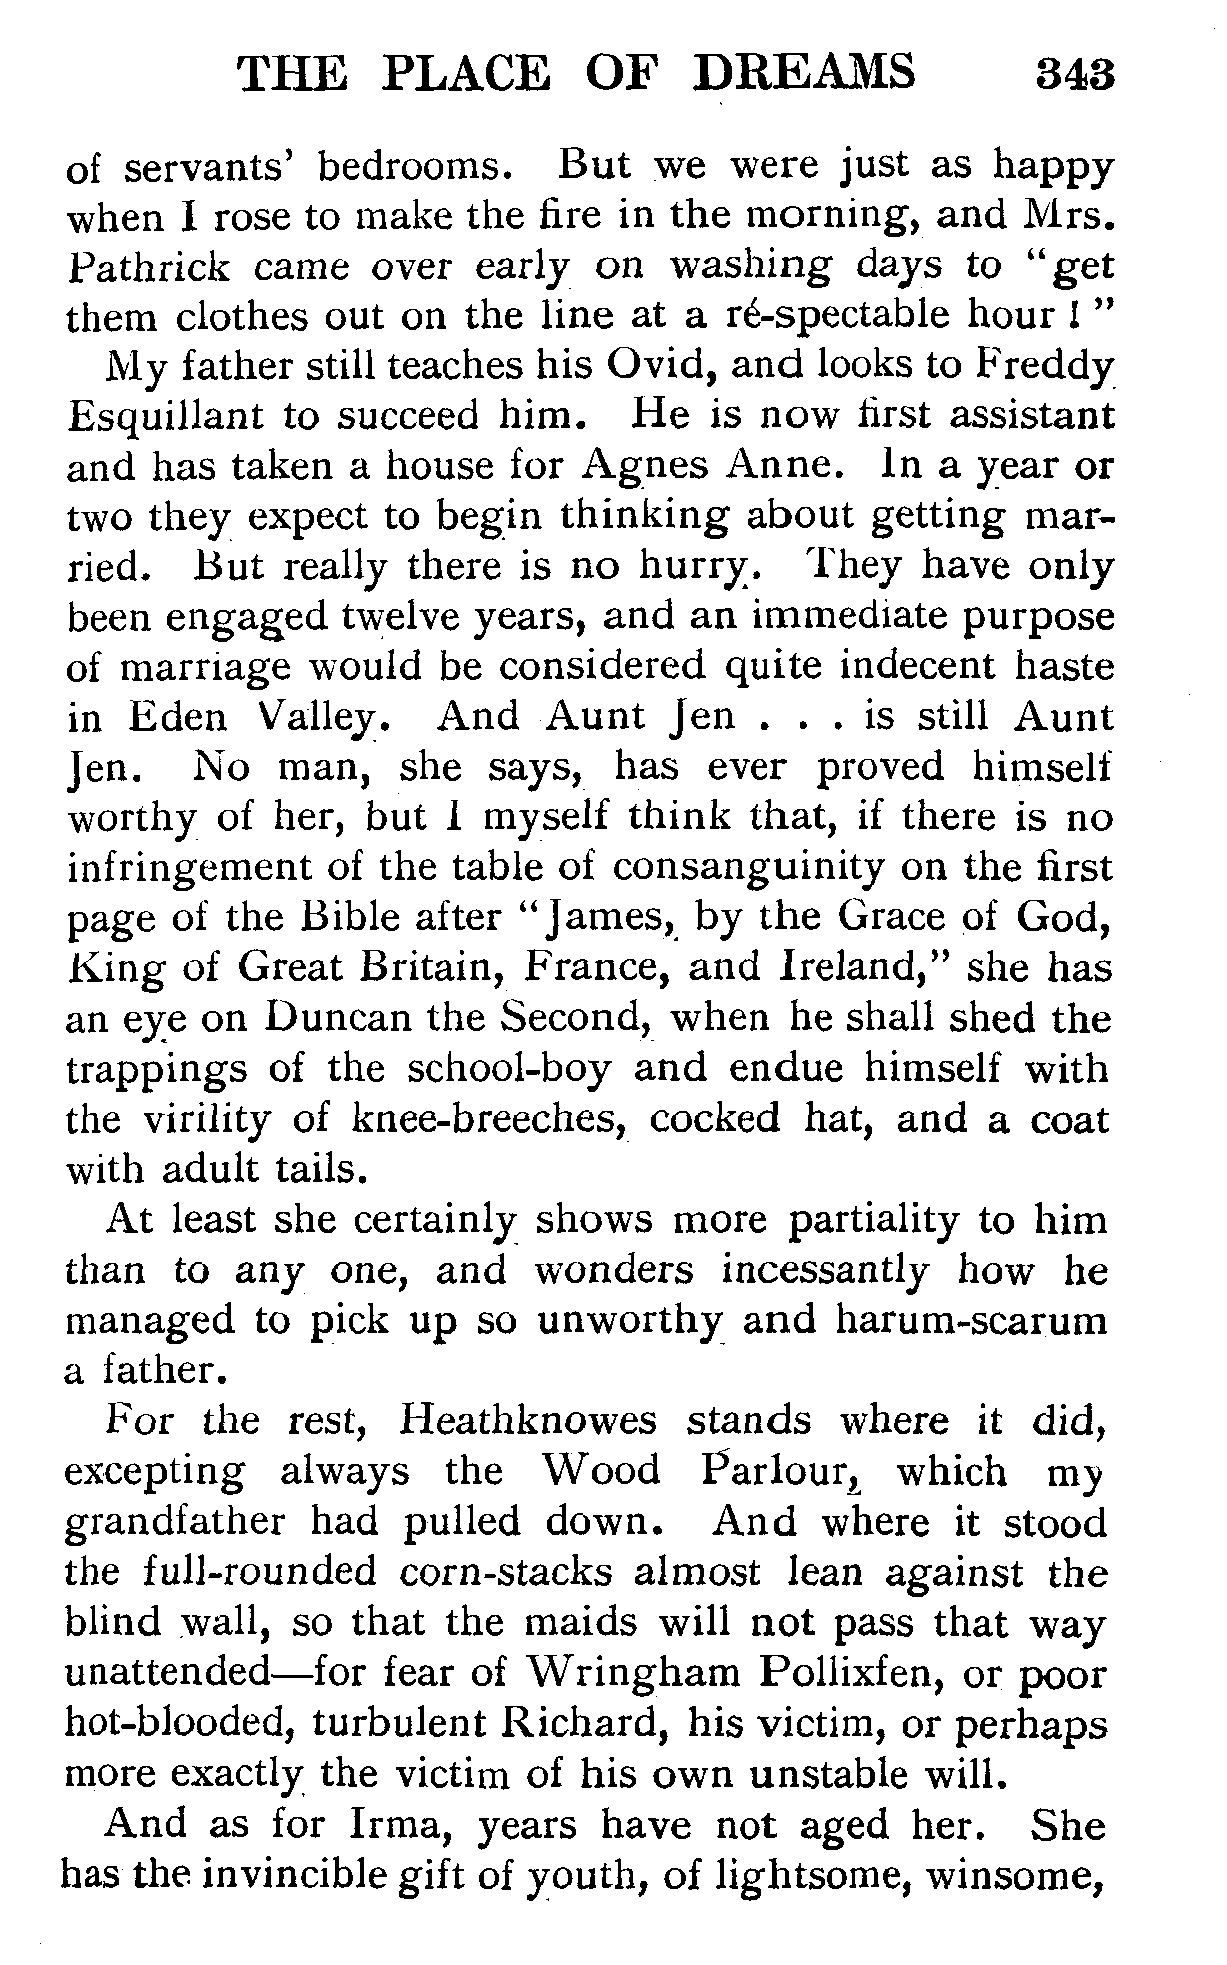 THE PLACE OF DREAMS 343
of servants' bedrooms. But we were just as happy
when I rose to make the fire in the morning, and Mrs.
Pathrick came over early on washing days to "get
them clothes out on the line at a ré-spectable hour!"
My father still teaches his Ovid, and looks to Freddy
Esquillant to succeed him. He is now first assistant
and has taken a house for Agnes Anne. In a year or
two they expect to begin thinking about getting mar-
ried. But really there is no hurry. They have only
been engaged twelve years, and an immediate purpose
of marriage would be considered quite indecent haste
in Eden Valley. And Aunt Jen . . . is still Aunt
Jen. No man, she says, has ever proved himself
worthy of her, but I myself think that, if there is no
infringement of the table of consanguinity on the first
page of the Bible after "James, by the Grace of God,
King of Great Britain, France, and Ireland," she has
an eye on Duncan the Second, when he shall shed the
trappings of the school-boy and endue himself with
the virility of knee-breeches, cocked hat, and a coat
with adult tails.
At least she certainly shows more partiality to him
than to any one, and wonders incessantly how he
managed to pick up so unworthy and harum-scarum
a father.
For the rest, Heathknowes stands where it did,
excepting always the Wood Parlour, which my
grandfather had pulled down. And where it stood
the full-rounded corn-stacks almost lean against the
blind wall, so that the maids will not pass that way
unattended—for fear of Wringham Pollixfen, or poor
hot-blooded, turbulent Richard, his victim, or perhaps
more exactly the victim of his own unstable will.
And as for Irma, years have not aged her. She
has the invincible gift of youth, of lightsome, winsome,